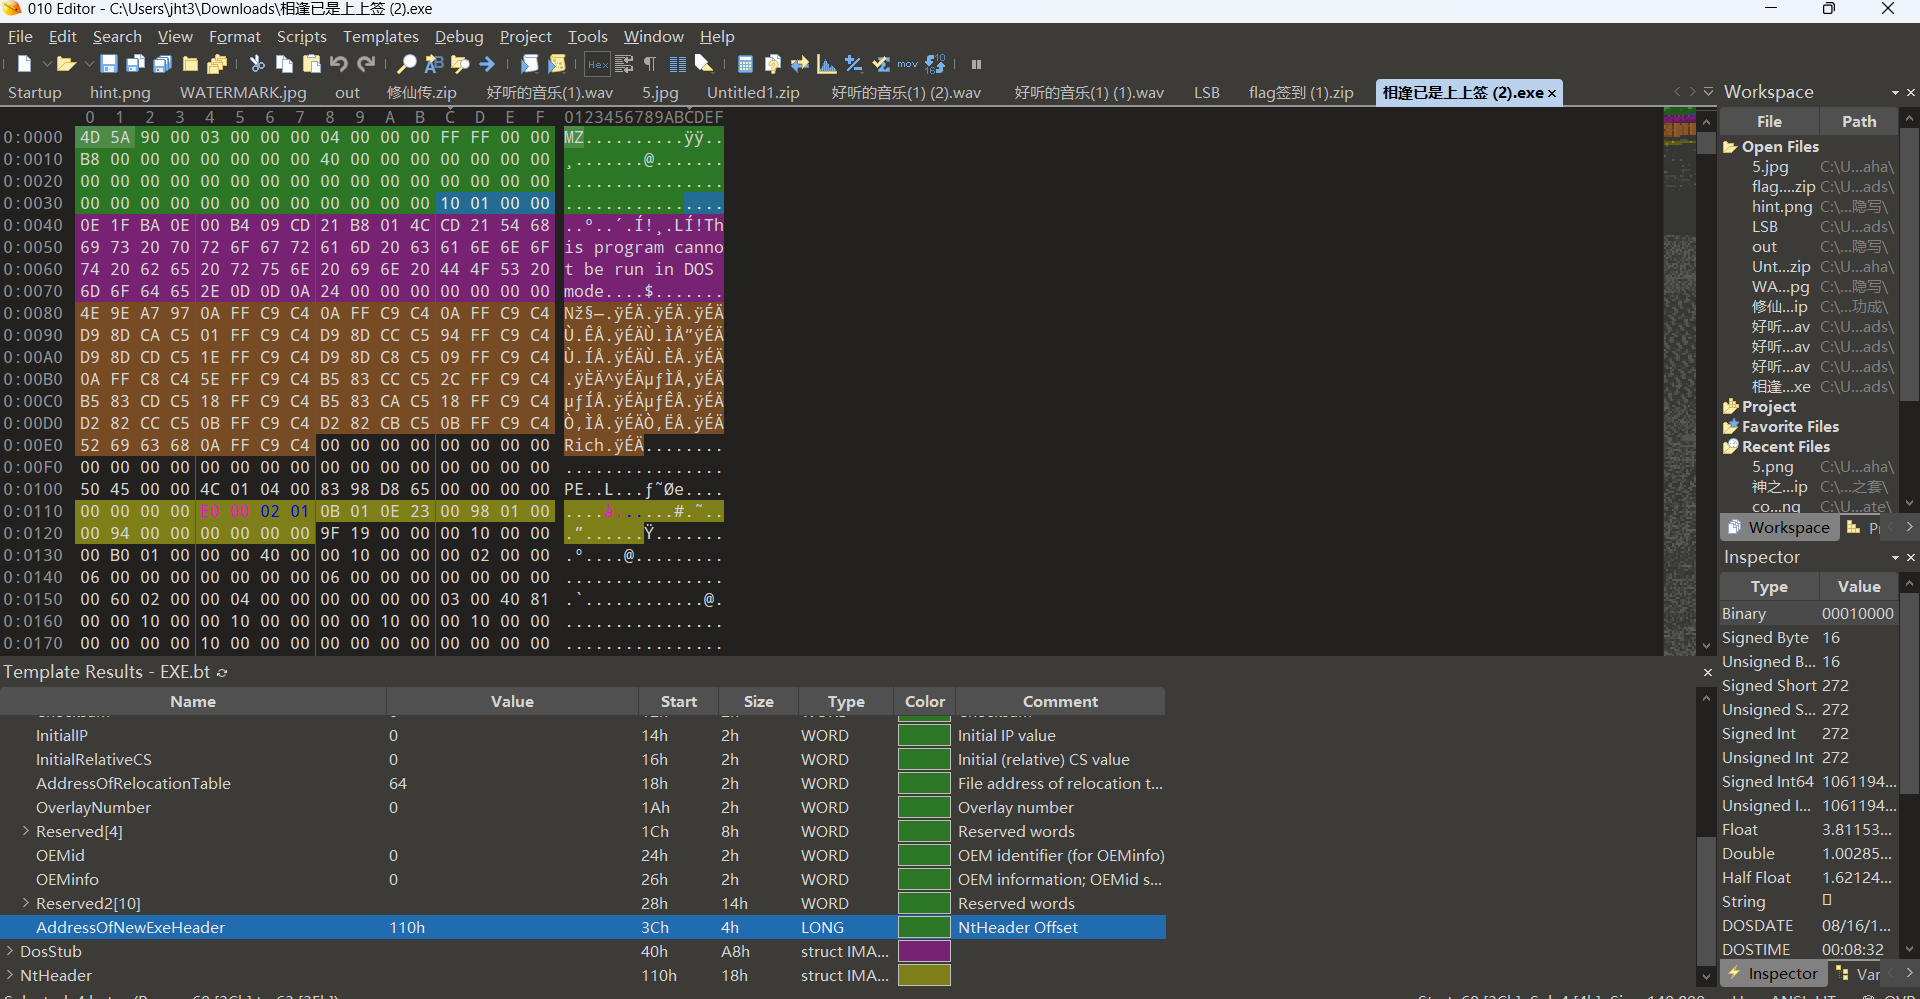 010 Editor - C:\Users\jht3\Downloads\相逢已是上上签 (2).exe
File Edit Search View Format Scripts Templates Debug Project Tools Window Help
Startup hint.png WATERMARK.jpg out 修仙传.zip 好听的音乐(1).wav 5.jpg Untitled1.zip 好听的音乐(1) (2).wav 好听的音乐(1) (1).wav LSB flag签到 (1).zip 相逢已是上上签 (2).exe
0 1 2 3 4 5 6 7 8 9 A B C D E F 0123456789ABCDEF
0:0000 4D 5A 90 00 03 00 00 00 04 00 00 00 FF FF 00 00 MZ..........ÿÿ..
0:0010 B8 00 00 00 00 00 00 00 40 00 00 00 00 00 00 00 ¸.......@.......
0:0020 00 00 00 00 00 00 00 00 00 00 00 00 00 00 00 00 ................
0:0030 00 00 00 00 00 00 00 00 00 00 00 00 10 01 00 00 ................
0:0040 0E 1F BA 0E 00 B4 09 CD 21 B8 01 4C CD 21 54 68 ..º..´.Í!¸.LÍ!Th
0:0050 69 73 20 70 72 6F 67 72 61 6D 20 63 61 6E 6E 6F is program canno
0:0060 74 20 62 65 20 72 75 6E 20 69 6E 20 44 4F 53 20 t be run in DOS
0:0070 6D 6F 64 65 2E 0D 0D 0A 24 00 00 00 00 00 00 00 mode....$.......
0:0080 4E 9E A7 97 0A FF C9 C4 0A FF C9 C4 0A FF C9 C4 Nž§—.ÿÉÄ.ÿÉÄ.ÿÉÄ
0:0090 D9 8D CA C5 01 FF C9 C4 D9 8D CC C5 94 FF C9 C4 Ù.ÊÅ.ÿÉÄÙ.ÌÅ”ÿÉÄ
0:00A0 D9 8D CD C5 1E FF C9 C4 D9 8D C8 C5 09 FF C9 C4 Ù.ÍÅ.ÿÉÄÙ.ÈÅ.ÿÉÄ
0:00B0 0A FF C8 C4 5E FF C9 C4 B5 83 CC C5 2C FF C9 C4 .ÿÈÄ^ÿÉÄµƒÌÅ,ÿÉÄ
0:00C0 B5 83 CD C5 18 FF C9 C4 B5 83 CA C5 18 FF C9 C4 µƒÍÅ.ÿÉÄµƒÊÅ.ÿÉÄ
0:00D0 D2 82 CC C5 0B FF C9 C4 D2 82 CB C5 0B FF C9 C4 Ò‚ÌÅ.ÿÉÄÒ‚ËÅ.ÿÉÄ
0:00E0 52 69 63 68 0A FF C9 C4 00 00 00 00 00 00 00 00 Rich.ÿÉÄ........
0:00F0 00 00 00 00 00 00 00 00 00 00 00 00 00 00 00 00 ................
0:0100 50 45 00 00 4C 01 04 00 83 98 D8 65 00 00 00 00 PE..L...ƒ˜Øe....
0:0110 00 00 00 00 E0 00 02 01 0B 01 0E 23 00 98 01 00 ....à......#.˜..
0:0120 00 94 00 00 00 00 00 00 9F 19 00 00 00 10 00 00 .”......Ÿ.......
0:0130 00 B0 01 00 00 00 40 00 00 10 00 00 00 02 00 00 .°....@.........
0:0140 06 00 00 00 00 00 00 00 06 00 00 00 00 00 00 00 ................
0:0150 00 60 02 00 00 04 00 00 00 00 00 00 03 00 40 81 .`............@.
0:0160 00 00 10 00 00 10 00 00 00 00 10 00 00 10 00 00 ................
0:0170 00 00 00 00 10 00 00 00 00 00 00 00 00 00 00 00 ................
Template Results - EXE.bt
Name Value Start Size Type Color Comment
InitialIP 0 14h 2h WORD Initial IP value
InitialRelativeCS 0 16h 2h WORD Initial (relative) CS value
AddressOfRelocationTable 64 18h 2h WORD File address of relocation t...
OverlayNumber 0 1Ah 2h WORD Overlay number
Reserved[4] 1Ch 8h WORD Reserved words
OEMid 0 24h 2h WORD OEM identifier (for OEMinfo)
OEMinfo 0 26h 2h WORD OEM information; OEMid s...
Reserved2[10] 28h 14h WORD Reserved words
AddressOfNewExeHeader 110h 3Ch 4h LONG NtHeader Offset
DosStub 40h A8h struct IMA...
NtHeader 110h 18h struct IMA...
Workspace
File Path
Open Files
5.jpg C:\U...aha\
flag....zip C:\U...ads\
hint.png C:\...隐写\
LSB C:\U...ads\
out C:\...隐写\
Unt...zip C:\U...aha\
WA...pg C:\...隐写\
修仙...ip C:\...功成\
好听...av C:\U...ads\
好听...av C:\U...ads\
好听...av C:\U...ads\
相逢...xe C:\U...ads\
Project
Favorite Files
Recent Files
5.png C:\U...aha\
神之...ip C:\...之套\
co...ng C:\U...ate\
Workspace
Inspector
Type Value
Binary 00010000
Signed Byte 16
Unsigned B... 16
Signed Short 272
Unsigned S... 272
Signed Int 272
Unsigned Int 272
Signed Int64 1061194...
Unsigned I... 1061194...
Float 3.81153...
Double 1.00285...
Half Float 1.62124...
String
DOSDATE 08/16/1...
DOSTIME 00:08:32
Inspector Var